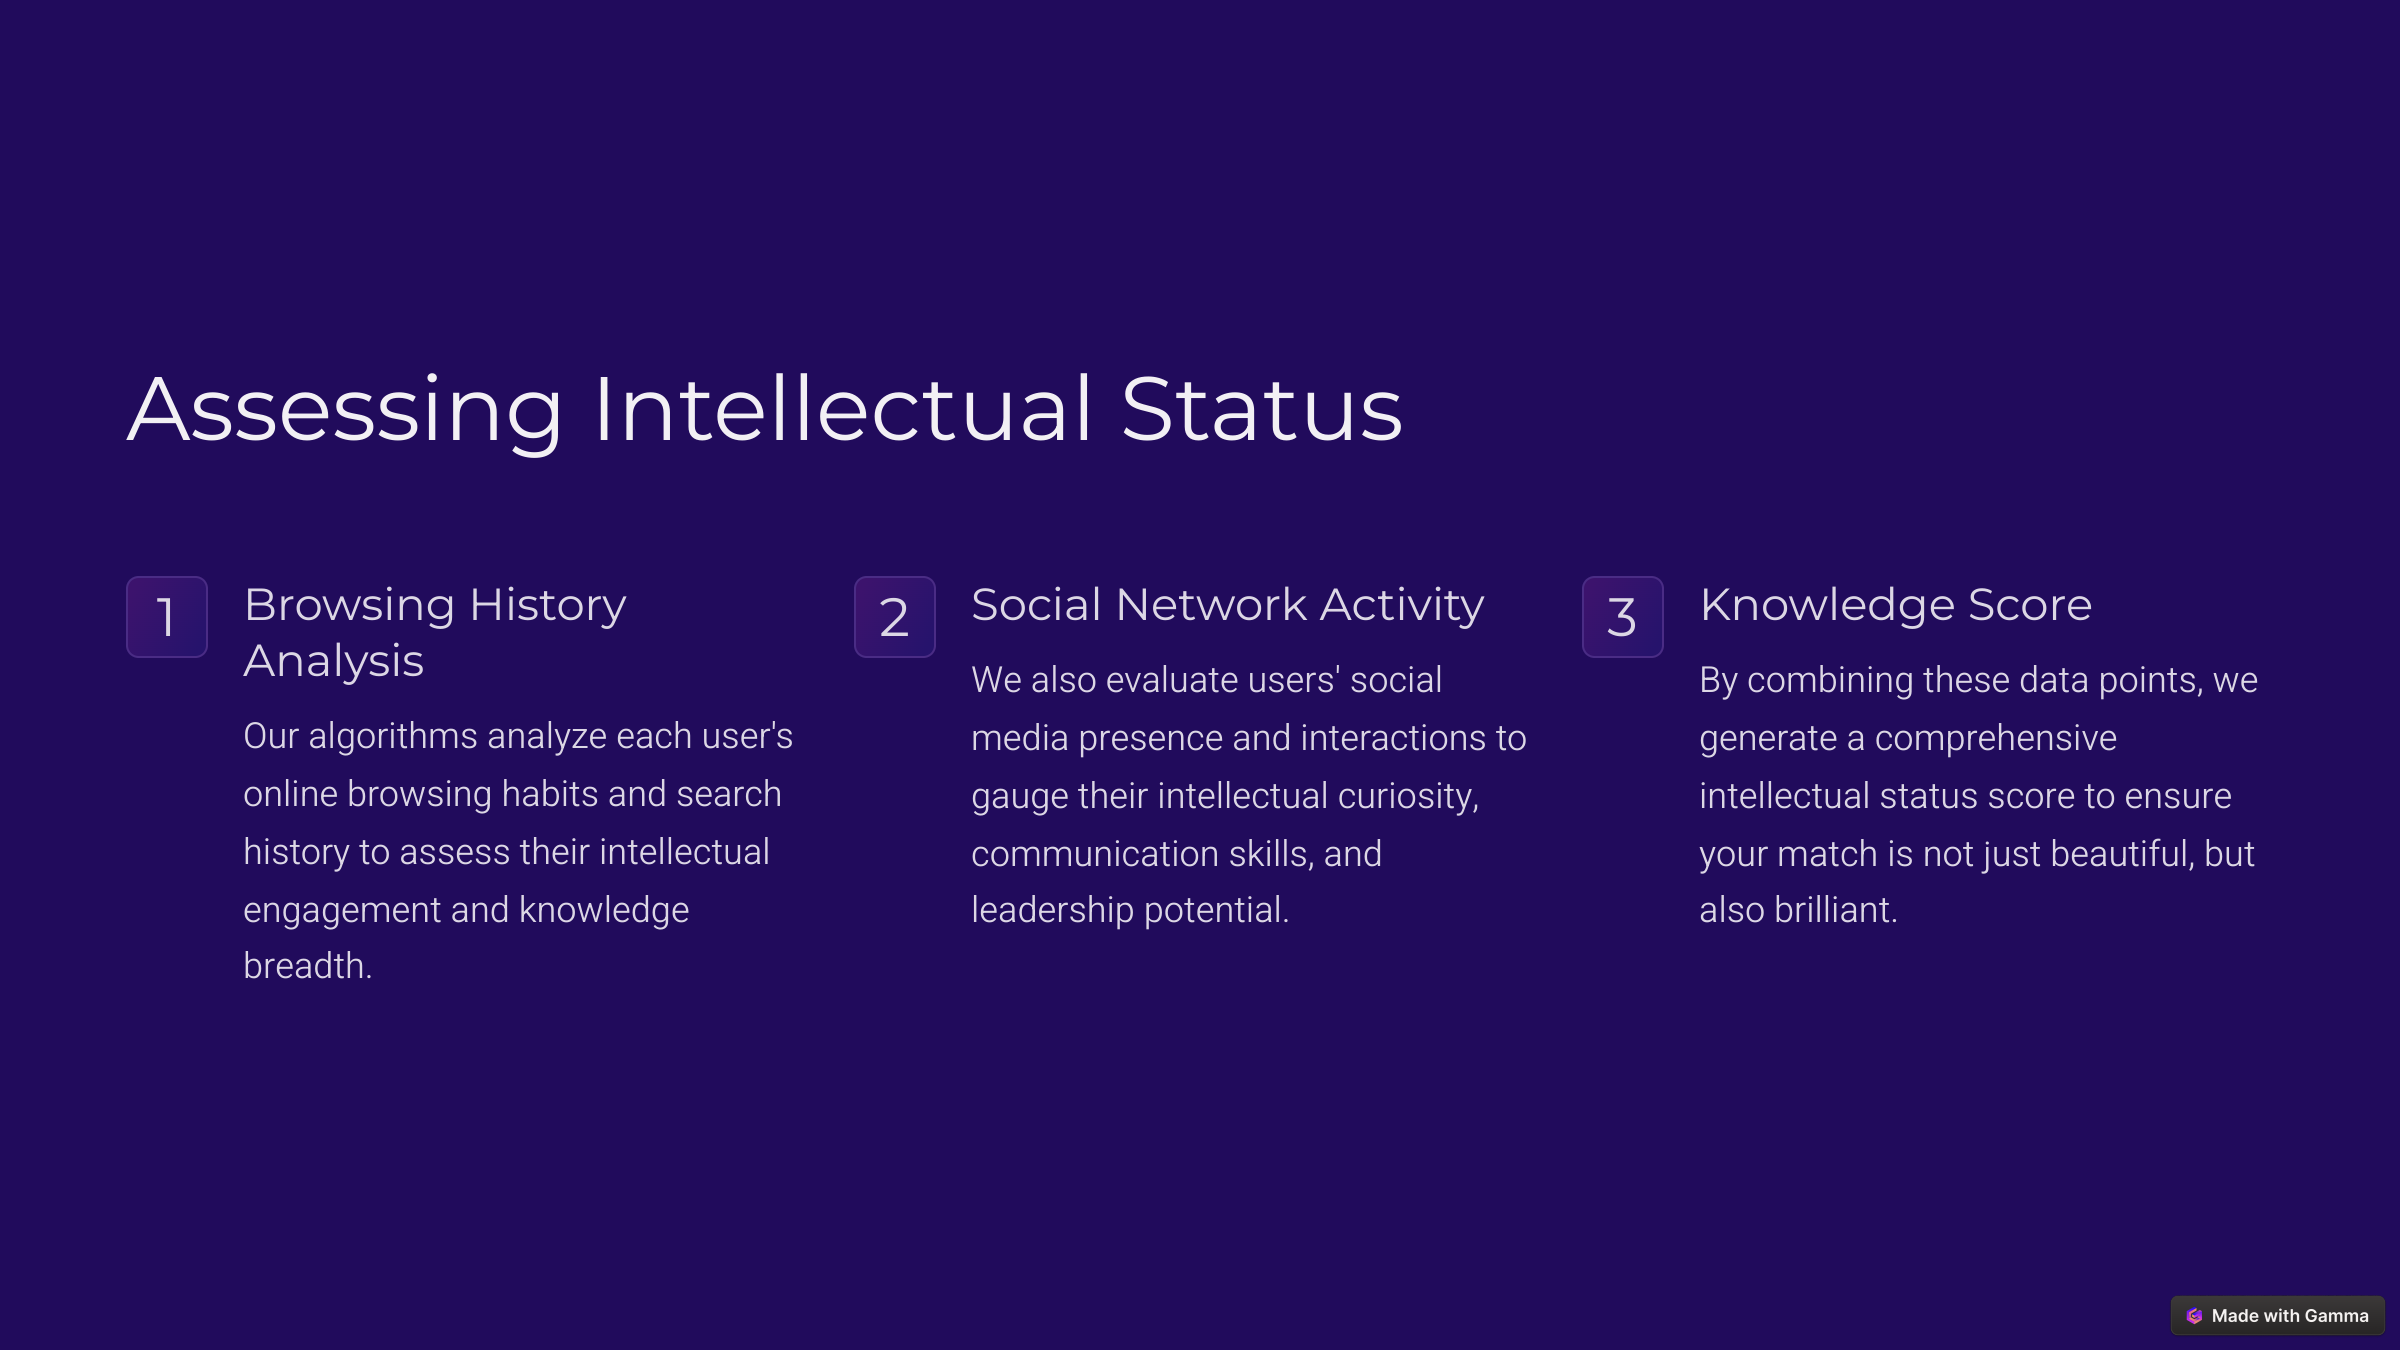 Assessing Intellectual Status
1
Browsing History
Analysis
Our algorithms analyze each user's
online browsing habits and search
history to assess their intellectual
engagement and knowledge
breadth.
2
Social Network Activity
We also evaluate users' social
media presence and interactions to
gauge their intellectual curiosity,
communication skills, and
leadership potential.
3
Knowledge Score
By combining these data points, we
generate a comprehensive
intellectual status score to ensure
your match is not just beautiful, but
also brilliant.
Made with Gamma